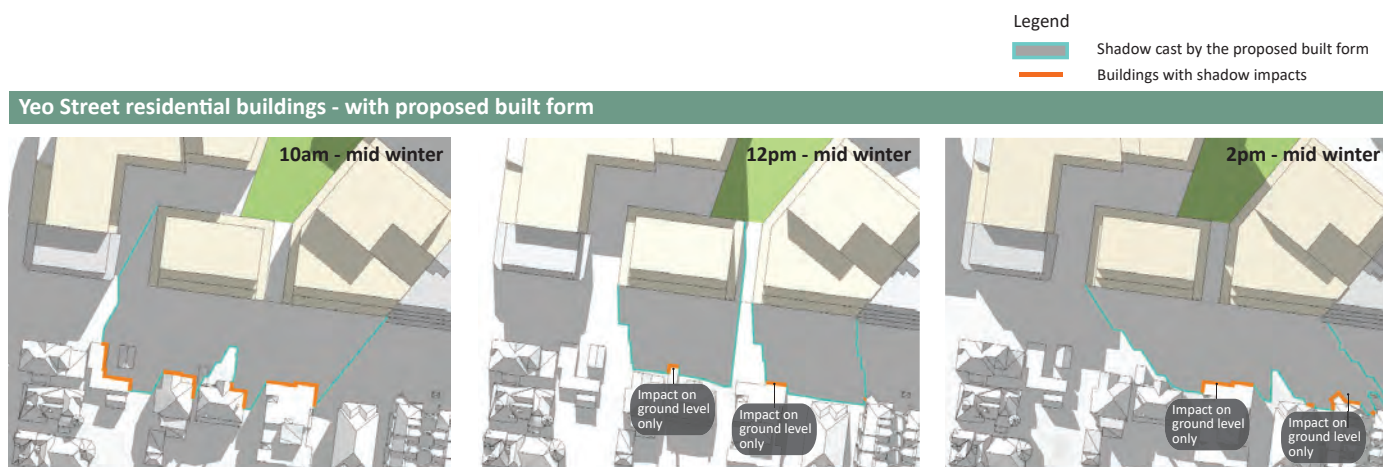 Legend
Shadow cast by the proposed built form
Buildings with shadow impacts
Yeo Street residential buildings - with proposed built form
10am - mid winter
12pm - mid winter
2pm - mid winter
Impact on
ground level
only
Impact on
ground level
only
Impact on
ground level
only
Impact on
ground level
only